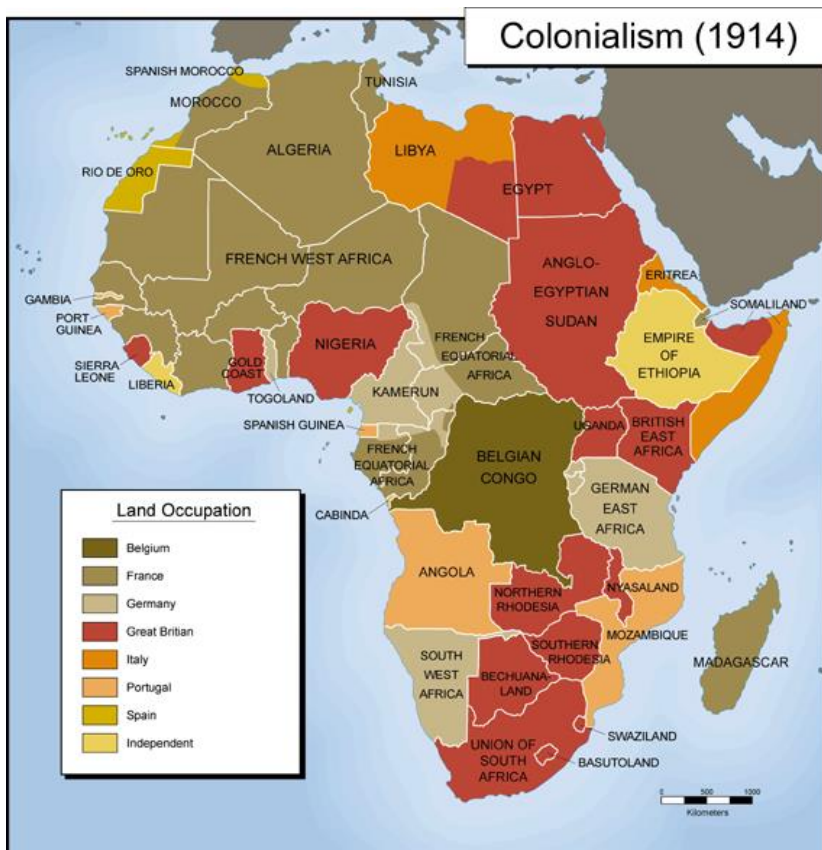 Colonialism (1914)
SPANISH MOROCCO
MOROCCO
TUNISIA
ALGERIA
LIBYA
EGYPT
RIO DE ORO
FRENCH WEST AFRICA
ANGLO-
EGYPTIAN
SUDAN
ERITREA
SOMALILAND
GAMBIA
PORT
GUINEA
SIERRA
LEONE
LIBERIA
GOLD
COAST
TOGOLAND
NIGERIA
FRENCH
EQUATORIAL
AFRICA
EMPIRE
OF
ETHIOPIA
KAMERUN
SPANISH GUINEA
FRENCH
EQUATORIAL
AFRICA
CABINDA
BELGIAN
CONGO
UGANDA
BRITISH
EAST
AFRICA
GERMAN
EAST
AFRICA
ANGOLA
NORTHERN
RHODESIA
NYASALAND
MOZAMBIQUE
SOUTHERN
RHODESIA
MADAGASCAR
SOUTH
WEST
AFRICA
BECHUANA-
LAND
SWAZILAND
BASUTOLAND
UNION OF
SOUTH
AFRICA
Land Occupation
Belgium
France
Germany
Great Britian
Italy
Portugal
Spain
Independent
0 500 1000
Kilometers